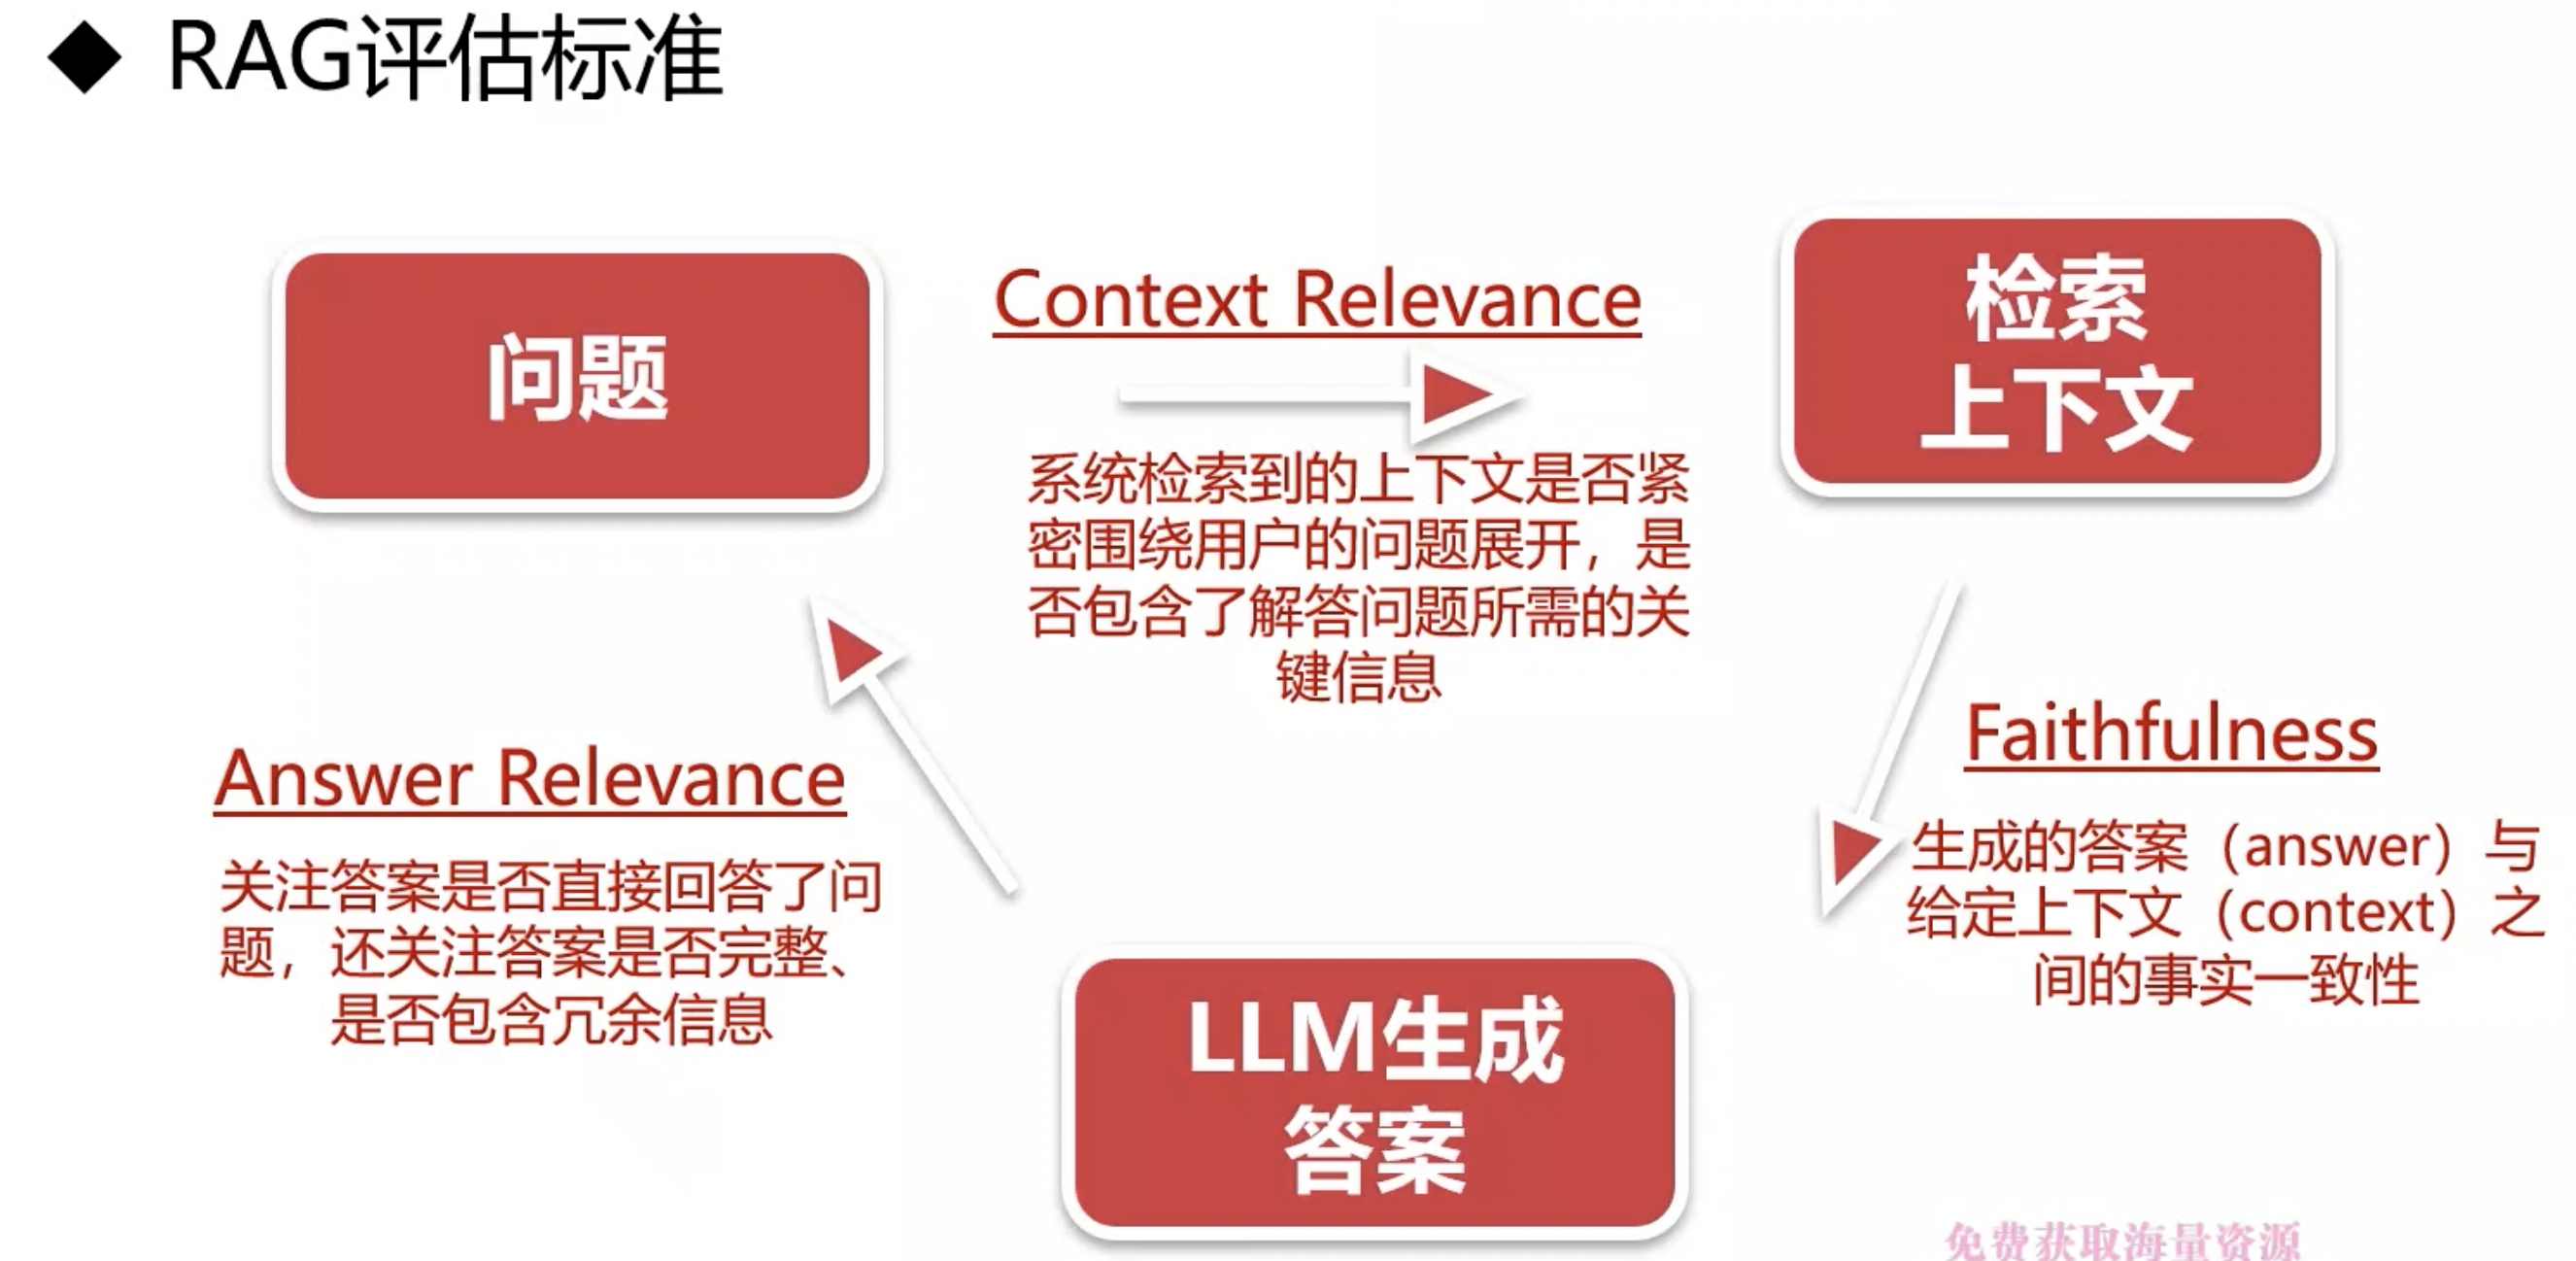 RAG评估标准
问题
Context Relevance
检索
上下文
系统检索到的上下文是否紧
密围绕用户的问题展开，是
否包含了解答问题所需的关
键信息
Faithfulness
生成的答案（answer）与
给定上下文（context）之
间的事实一致性
Answer Relevance
关注答案是否直接回答了问
题，还关注答案是否完整、
是否包含冗余信息
LLM生成
答案
免费获取海量资源